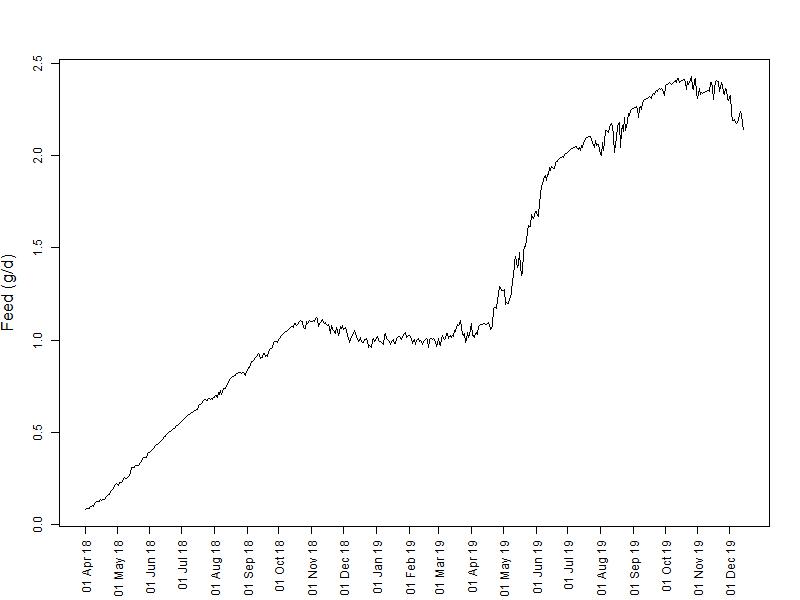 Feed (g/d)
2.5
2.0
1.5
1.0
0.5
0.0
01 Apr 18
01 May 18
01 Jun 18
01 Jul 18
01 Aug 18
01 Sep 18
01 Oct 18
01 Nov 18
01 Dec 18
01 Jan 19
01 Feb 19
01 Mar 19
01 Apr 19
01 May 19
01 Jun 19
01 Jul 19
01 Aug 19
01 Sep 19
01 Oct 19
01 Nov 19
01 Dec 19